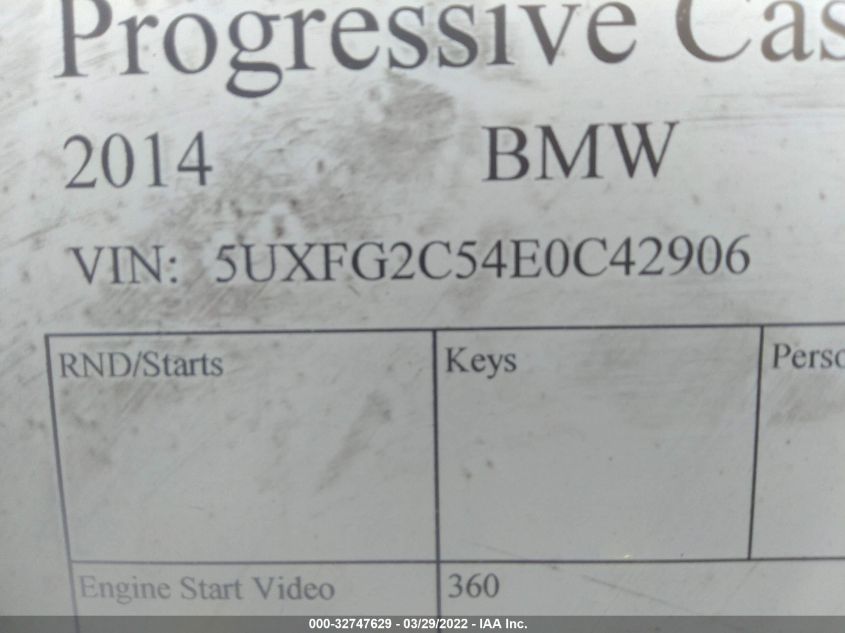 Progressive Cas
2014 BMW
VIN: 5UXFG2C54E0C42906
RND/Starts Keys Perso
Engine Start Video 360
000-32747629 - 03/29/2022 - IAA Inc.